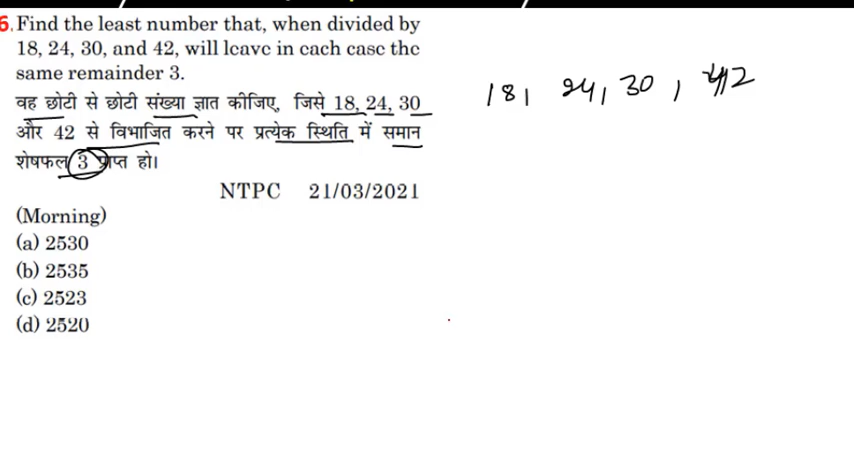 6. Find the least number that, when divided by
18, 24, 30, and 42, will leave in each case the
same remainder 3.
वह छोटी से छोटी संख्या ज्ञात कीजिए, जिसे 18, 24, 30
और 42 से विभाजित करने पर प्रत्येक स्थिति में समान
शेषफल 3 प्राप्त हो।
NTPC 21/03/2021
(Morning)
(a) 2530
(b) 2535
(c) 2523
(d) 2520
18, 24, 30, 42